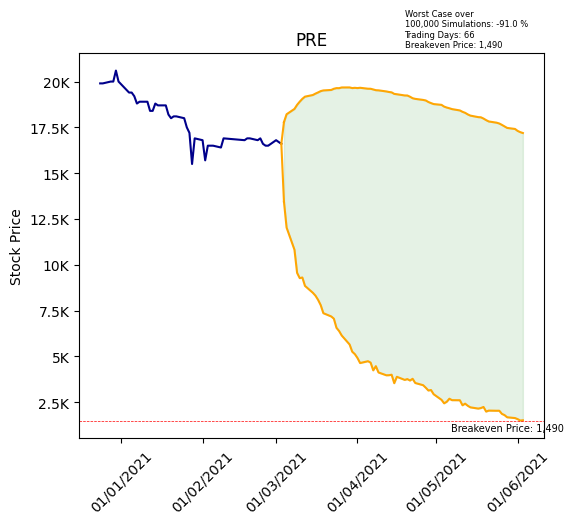 Worst Case over
100,000 Simulations: -91.0 %
Trading Days: 66
Breakeven Price: 1,490
PRE
Stock Price
20K
17.5K
15K
12.5K
10K
7.5K
5K
2.5K
Breakeven Price: 1,490
01/01/2021
01/02/2021
01/03/2021
01/04/2021
01/05/2021
01/06/2021